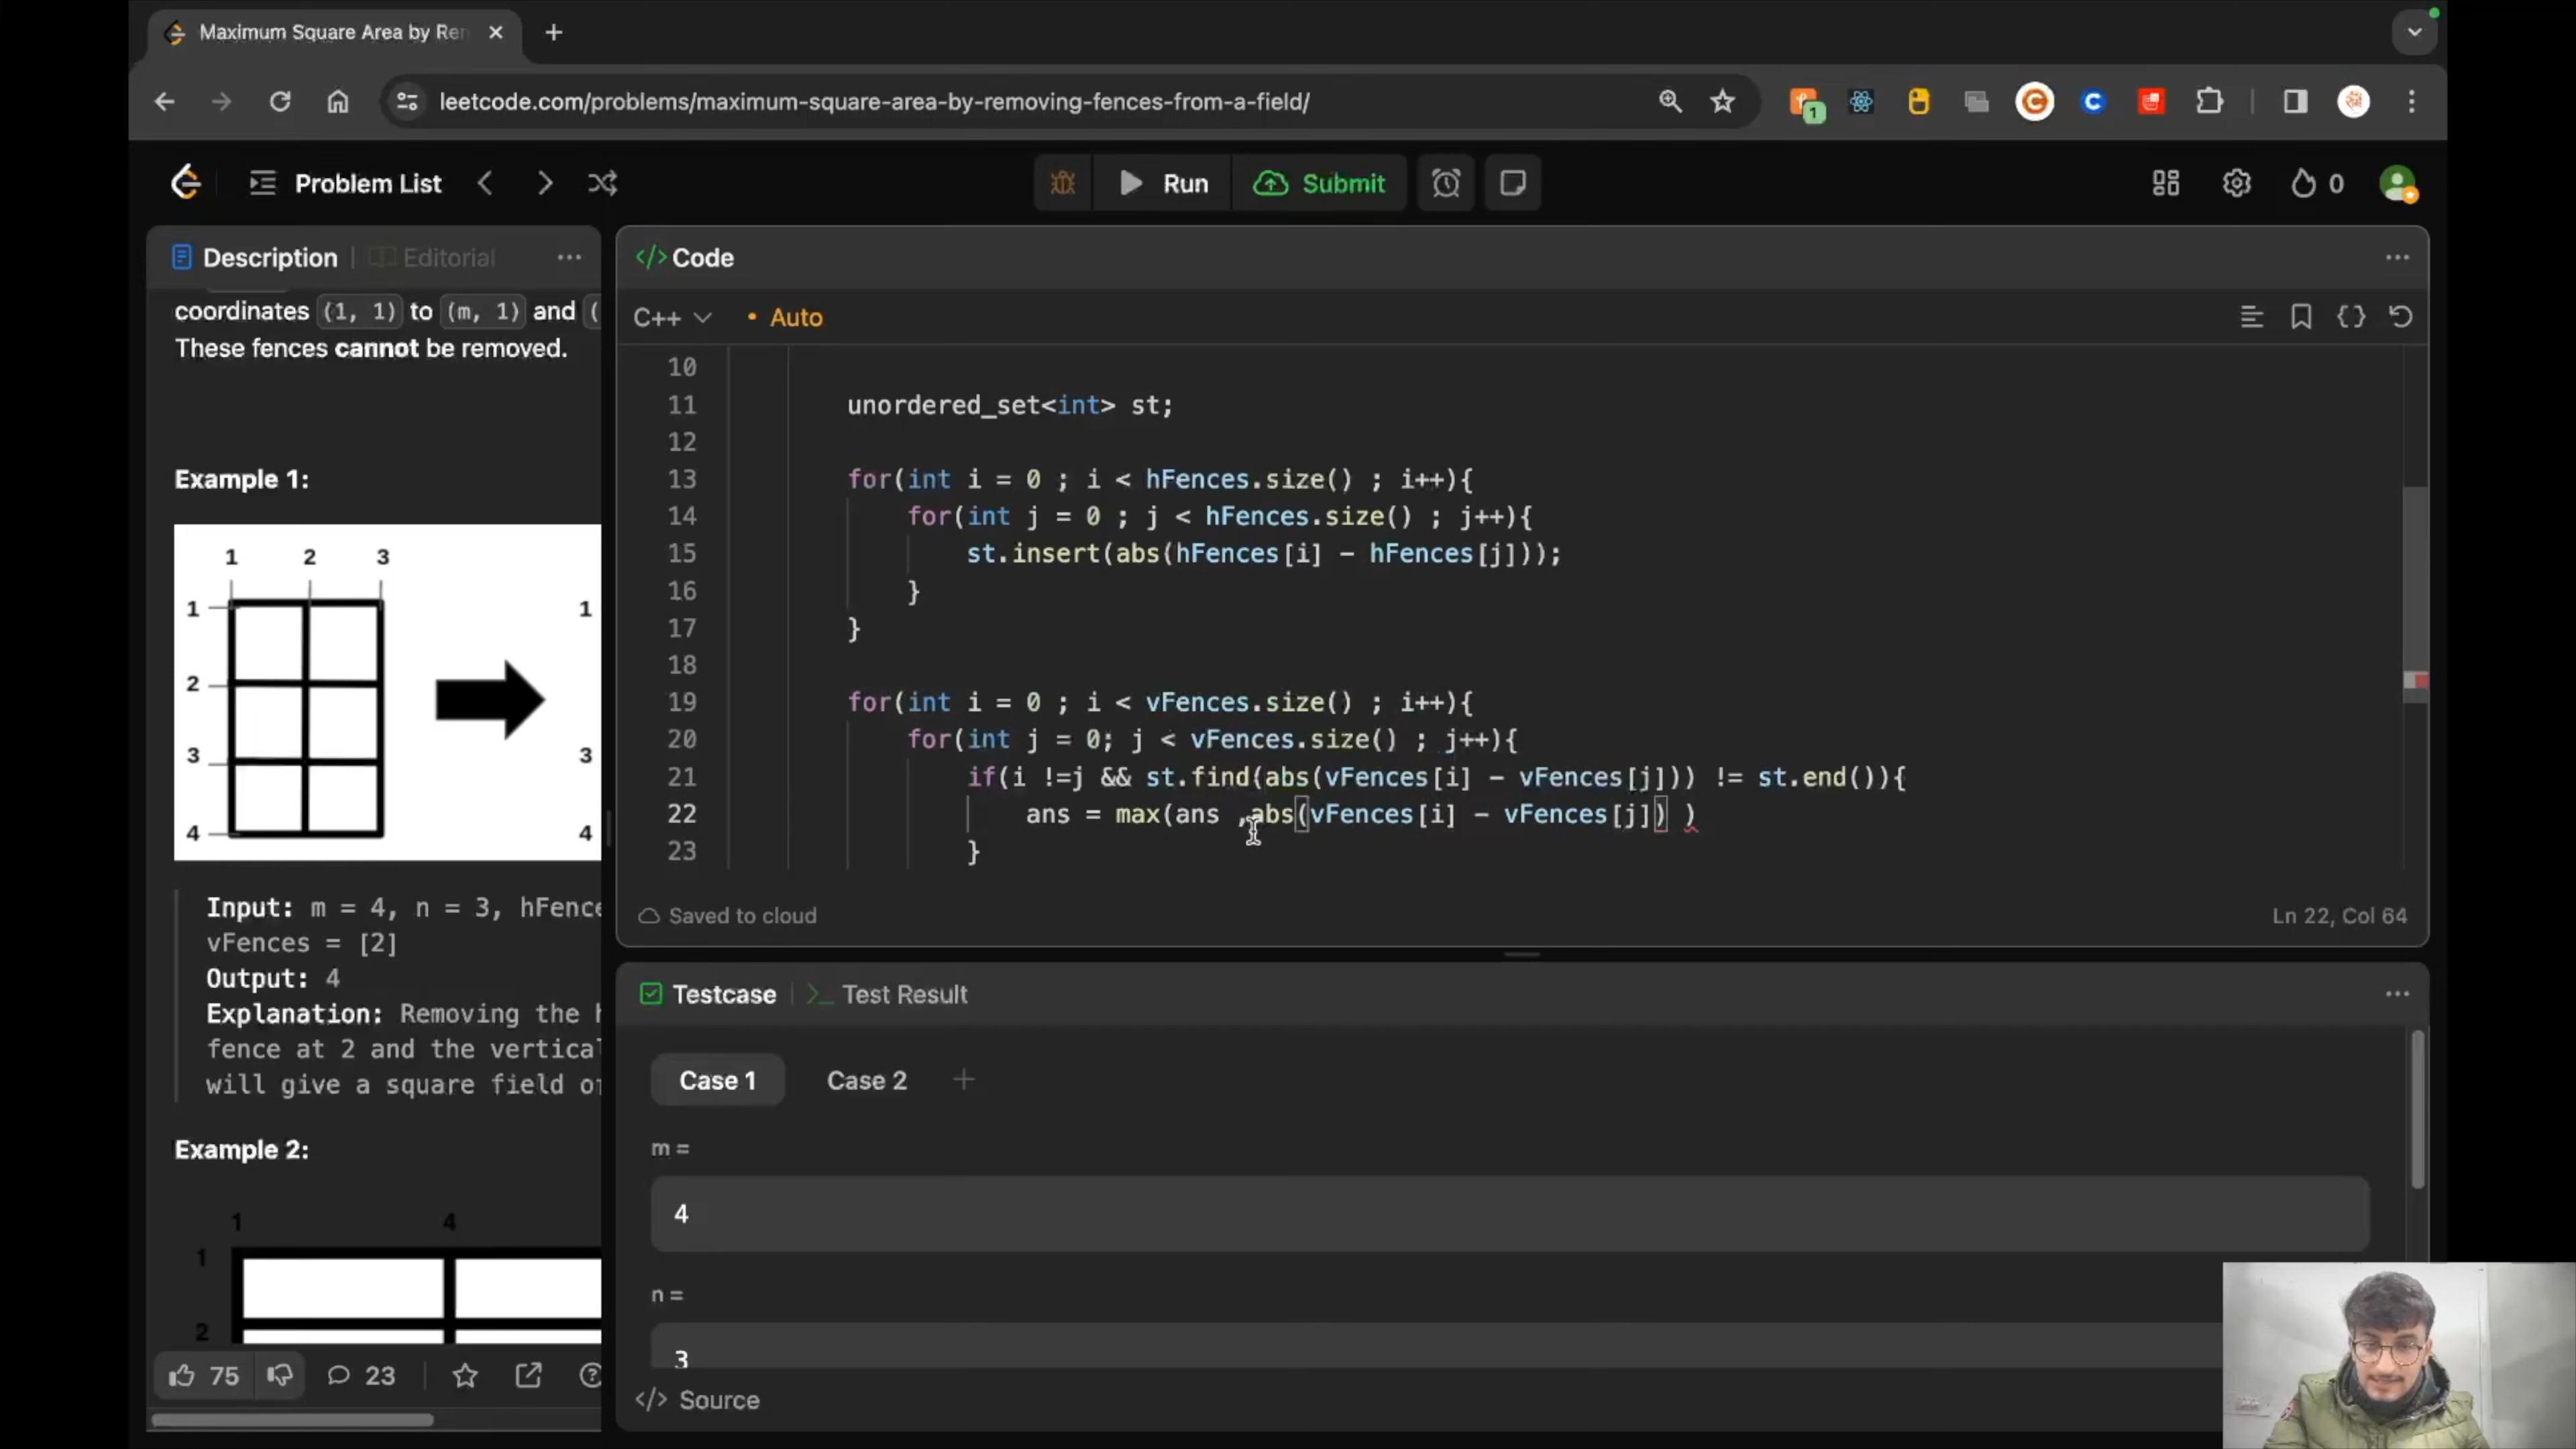 Maximum Square Area by Ren
leetcode.com/problems/maximum-square-area-by-removing-fences-from-a-field/
1
Problem List
Run
Submit
0
Description
Editorial
coordinates (1, 1) to (m, 1) and (
These fences cannot be removed.
Example 1:
1 2 3
1 1
2
3 3
4 4
Input: m = 4, n = 3, hFence
vFences = [2]
Output: 4
Explanation: Removing the h
fence at 2 and the vertical
will give a square field of
Example 2:
1 4
1
2
75
23
</> Code
C++
• Auto
10
11 unordered_set<int> st;
12
13 for(int i = 0 ; i < hFences.size() ; i++){
14 for(int j = 0 ; j < hFences.size() ; j++){
15 st.insert(abs(hFences[i] - hFences[j]));
16 }
17 }
18
19 for(int i = 0 ; i < vFences.size() ; i++){
20 for(int j = 0; j < vFences.size() ; j++){
21 if(i !=j && st.find(abs(vFences[i] - vFences[j])) != st.end()){
22 ans = max(ans ,abs(vFences[i] - vFences[j]) )
23 }
Saved to cloud
Ln 22, Col 64
Testcase
>_ Test Result
Case 1
Case 2
+
m =
4
n =
3
</> Source